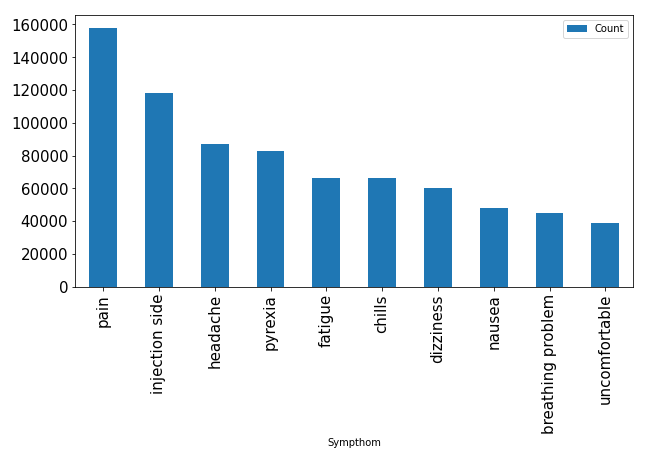 160000
140000
120000
100000
80000
60000
40000
20000
0
Count
pain
injection side
headache
pyrexia
fatigue
chills
dizziness
nausea
breathing problem
uncomfortable
Sympthom